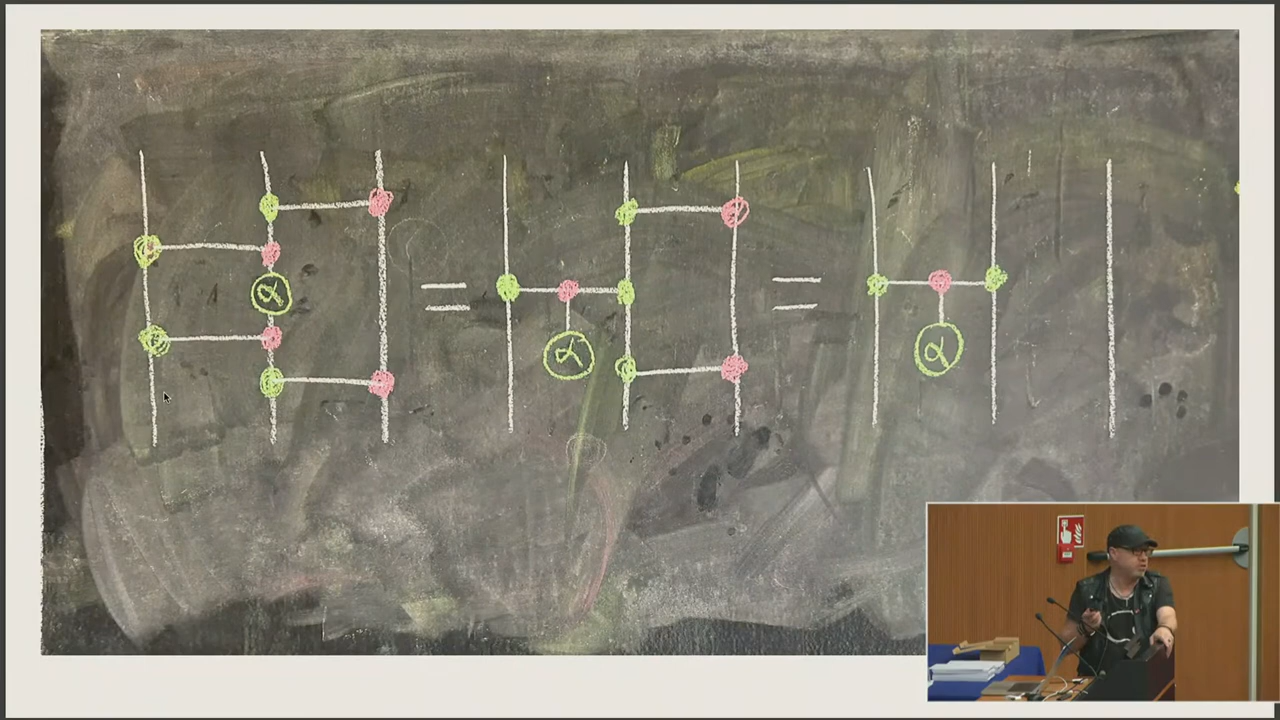 α = α = α